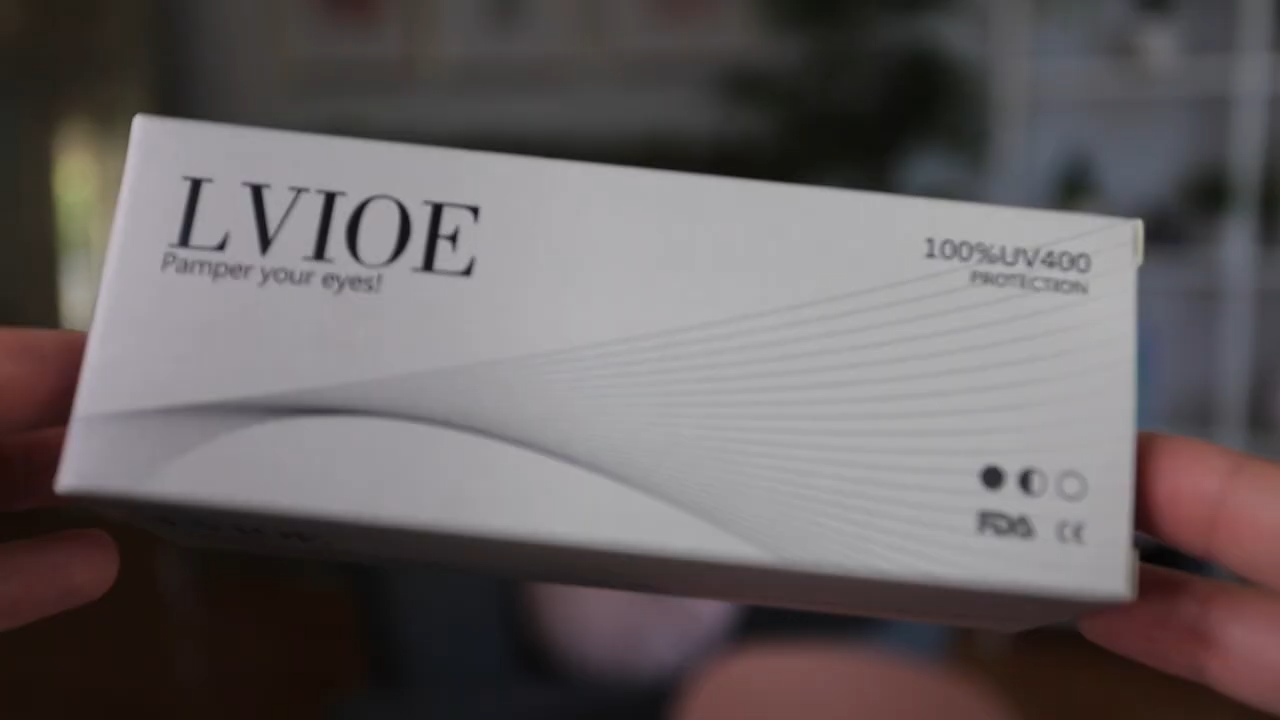 LVIOE
Pamper your eyes!
100%UV400
PROTECTION
FDA CE